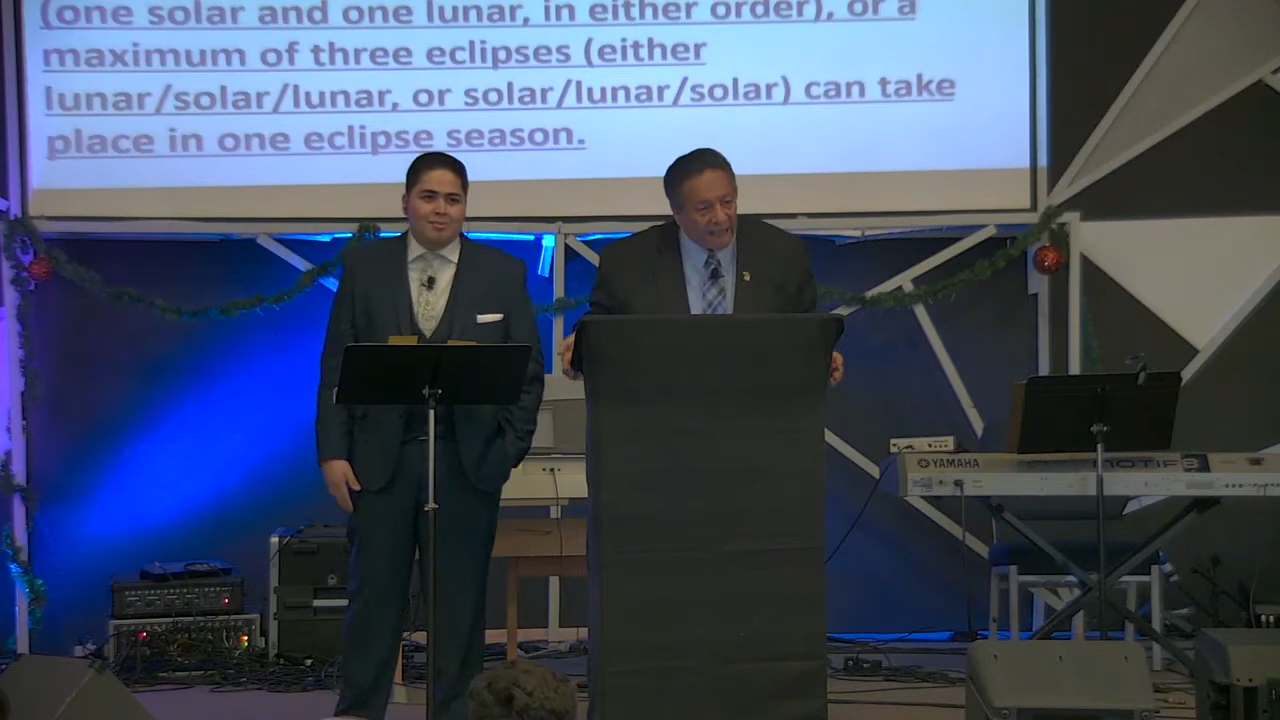 (one solar and one lunar, in either order), or a
maximum of three eclipses (either
lunar/solar/lunar, or solar/lunar/solar) can take
place in one eclipse season.
YAMAHA
MOTIF8